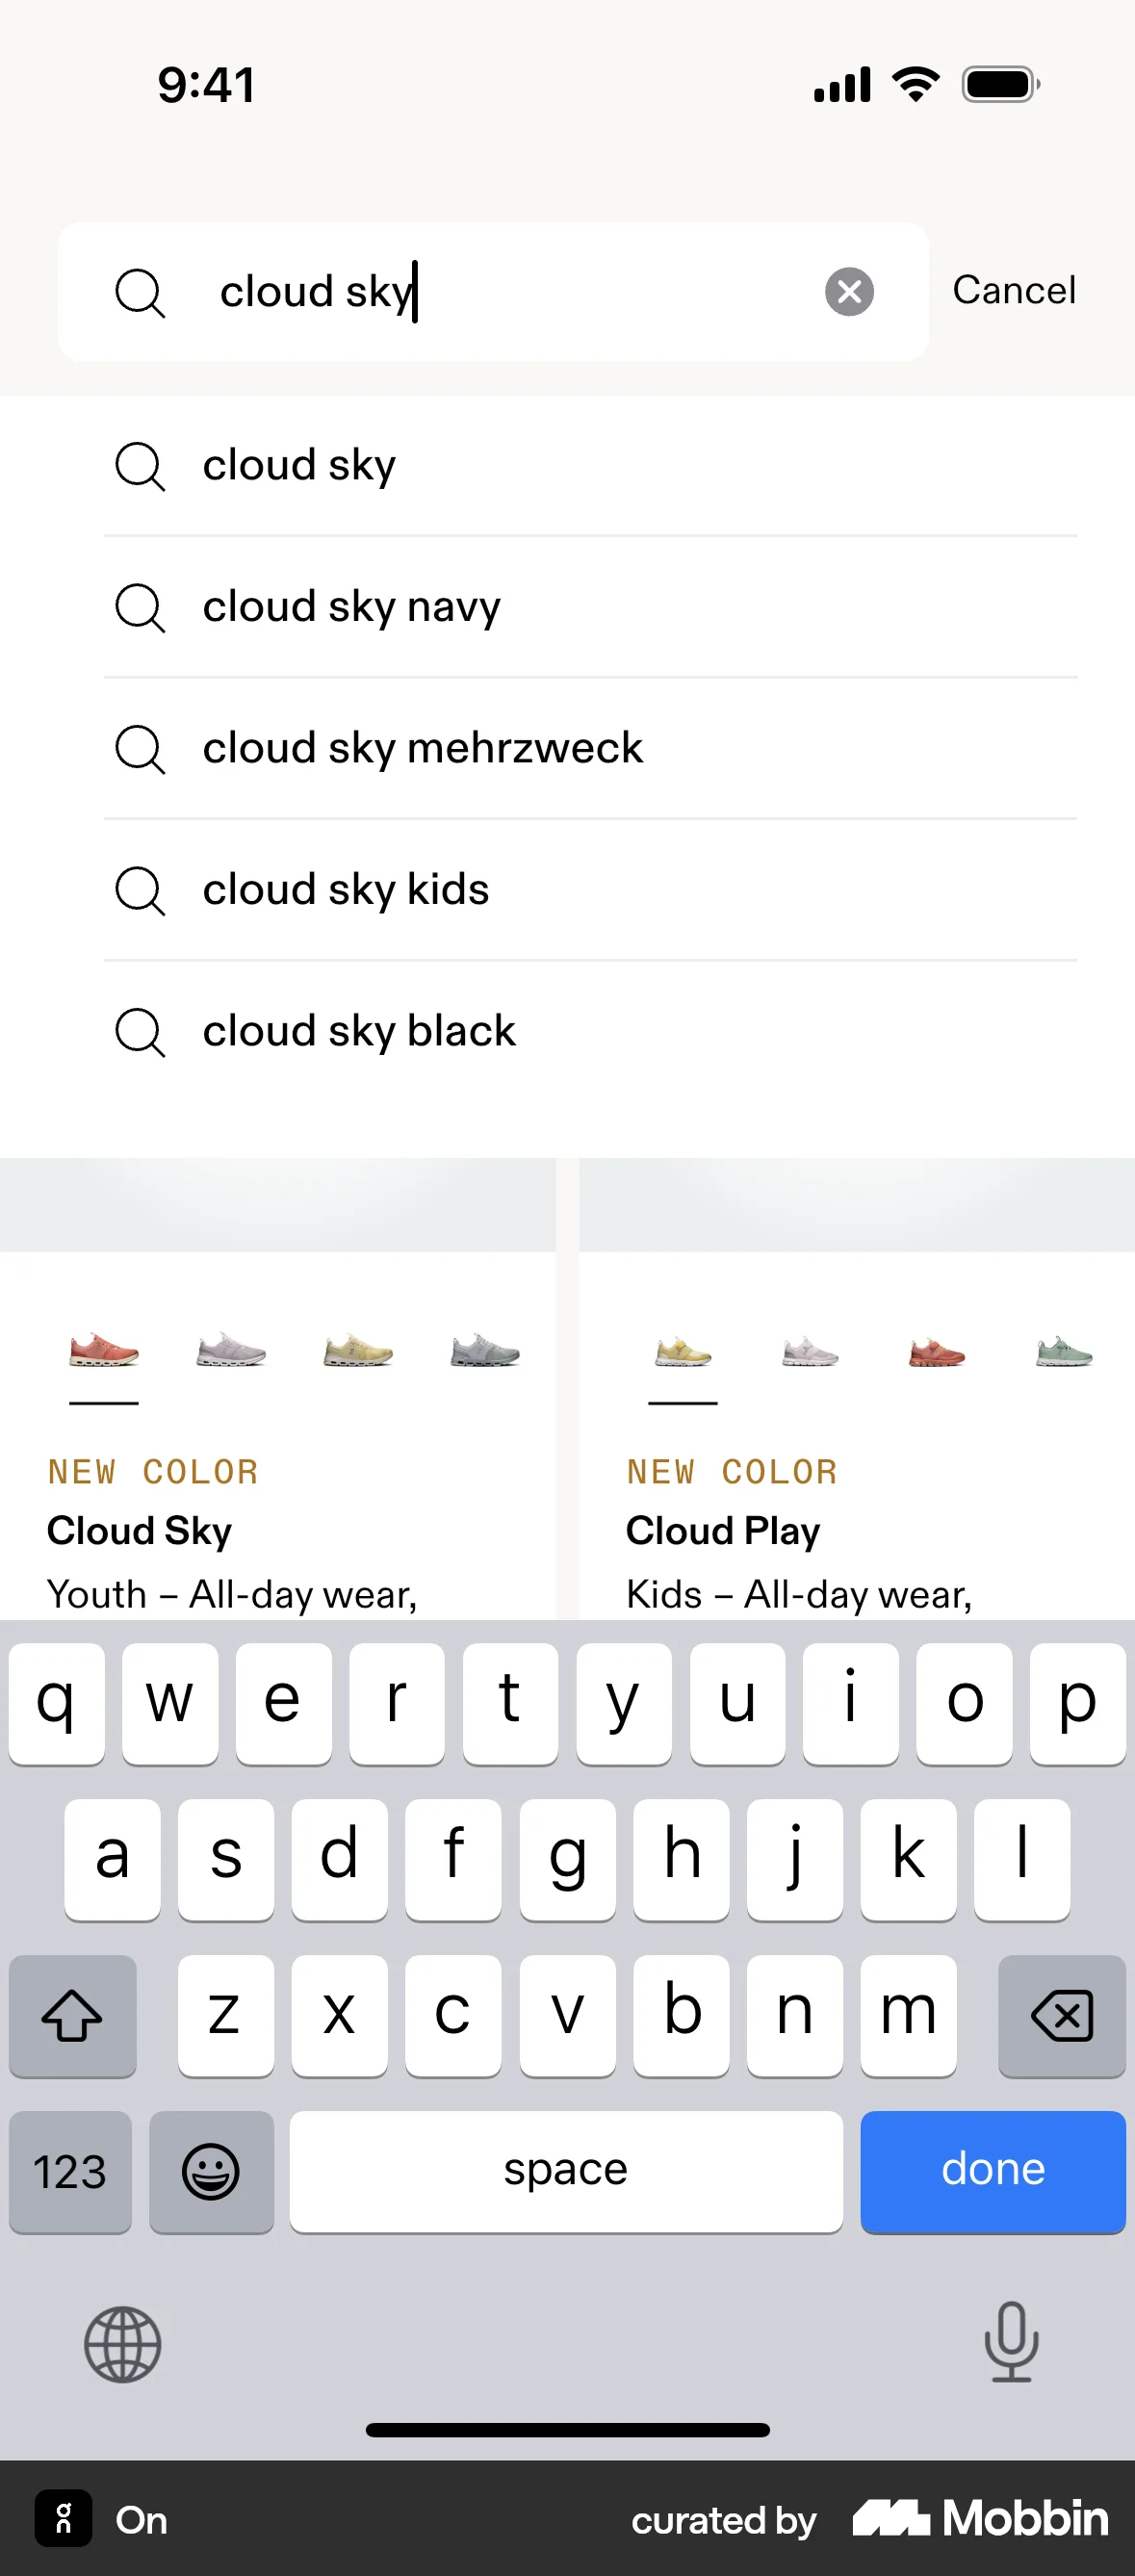 9:41
cloud sky
Cancel
cloud sky
cloud sky navy
cloud sky mehrzweck
cloud sky kids
cloud sky black
NEW COLOR
Cloud Sky
Youth – All-day wear,
NEW COLOR
Cloud Play
Kids – All-day wear,
q w e r t y u i o p
a s d f g h j k l
z x c v b n m
123 space done
On curated by Mobbin